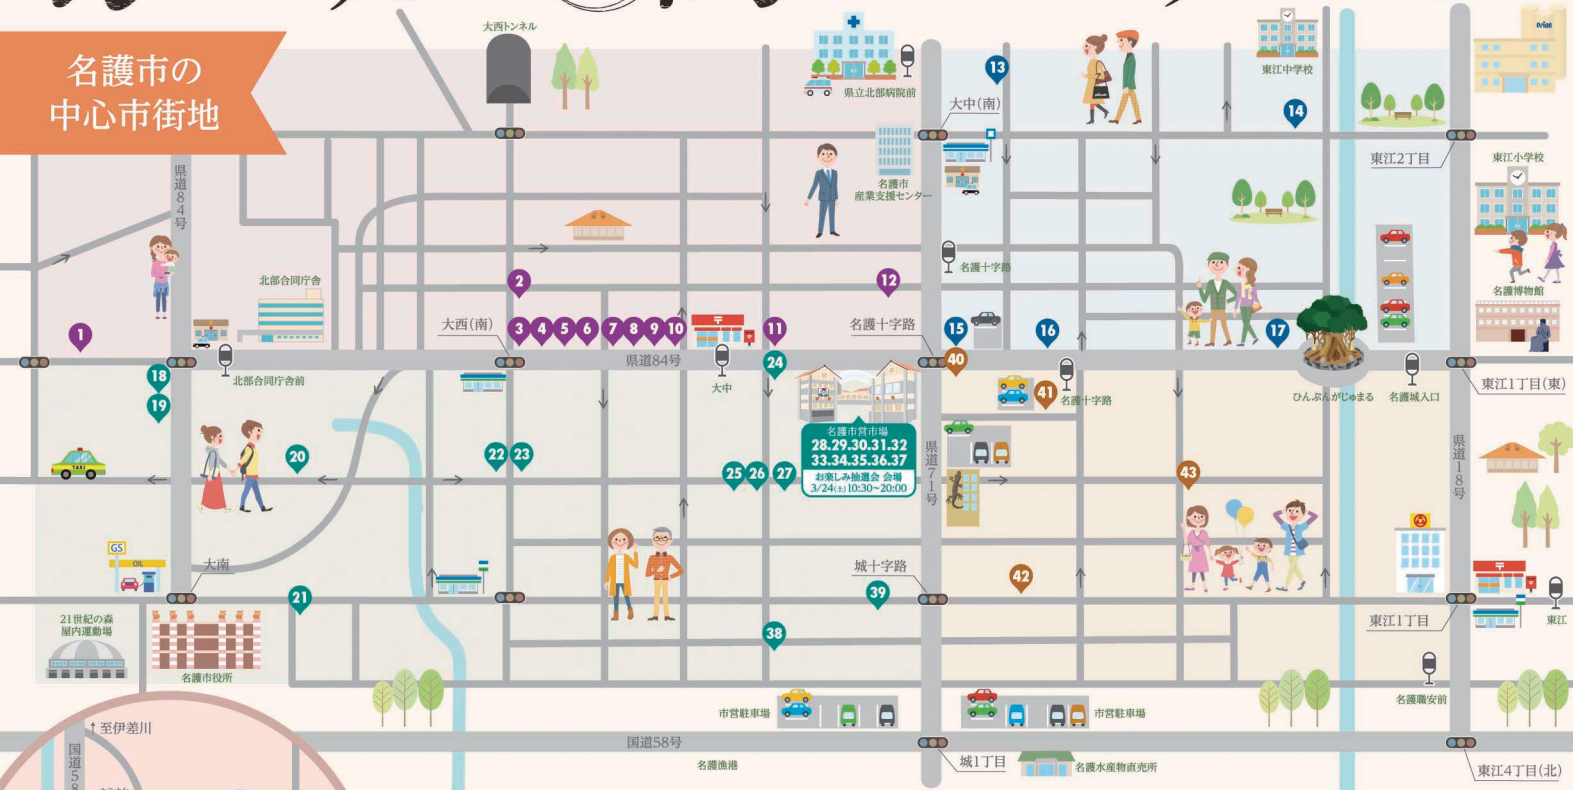 名護市の
中心市街地
大西トンネル
県立北部病院前
大中(南)
13
東江中学校
14
Orion
東江2丁目
東江小学校
県道84号
名護市
産業支援センター
北部合同庁舎
2
12
名護十字路
名護博物館
1
大西(南)
3
4
5
6
7
8
9
10
11
名護十字路
15
16
17
県道84号
18
19
北部合同庁舎前
大中
24
40
41
名護十字路
ひんぷんがじゅまる
名護城入口
東江1丁目(東)
名護市営市場
28.29.30.31.32
33.34.35.36.37
お楽しみ抽選会 会場
3/24(土)10:30~20:00
県道71号
県道18号
TAXI
20
22
23
25
26
27
43
GS
OIL
大南
城十字路
39
42
21
21世紀の森
屋内運動場
名護市役所
38
東江1丁目
東江
名護職安前
市営駐車場
市営駐車場
↑至伊差川
国道58
国道58号
名護漁港
城1丁目
名護水産物直売所
東江4丁目(北)